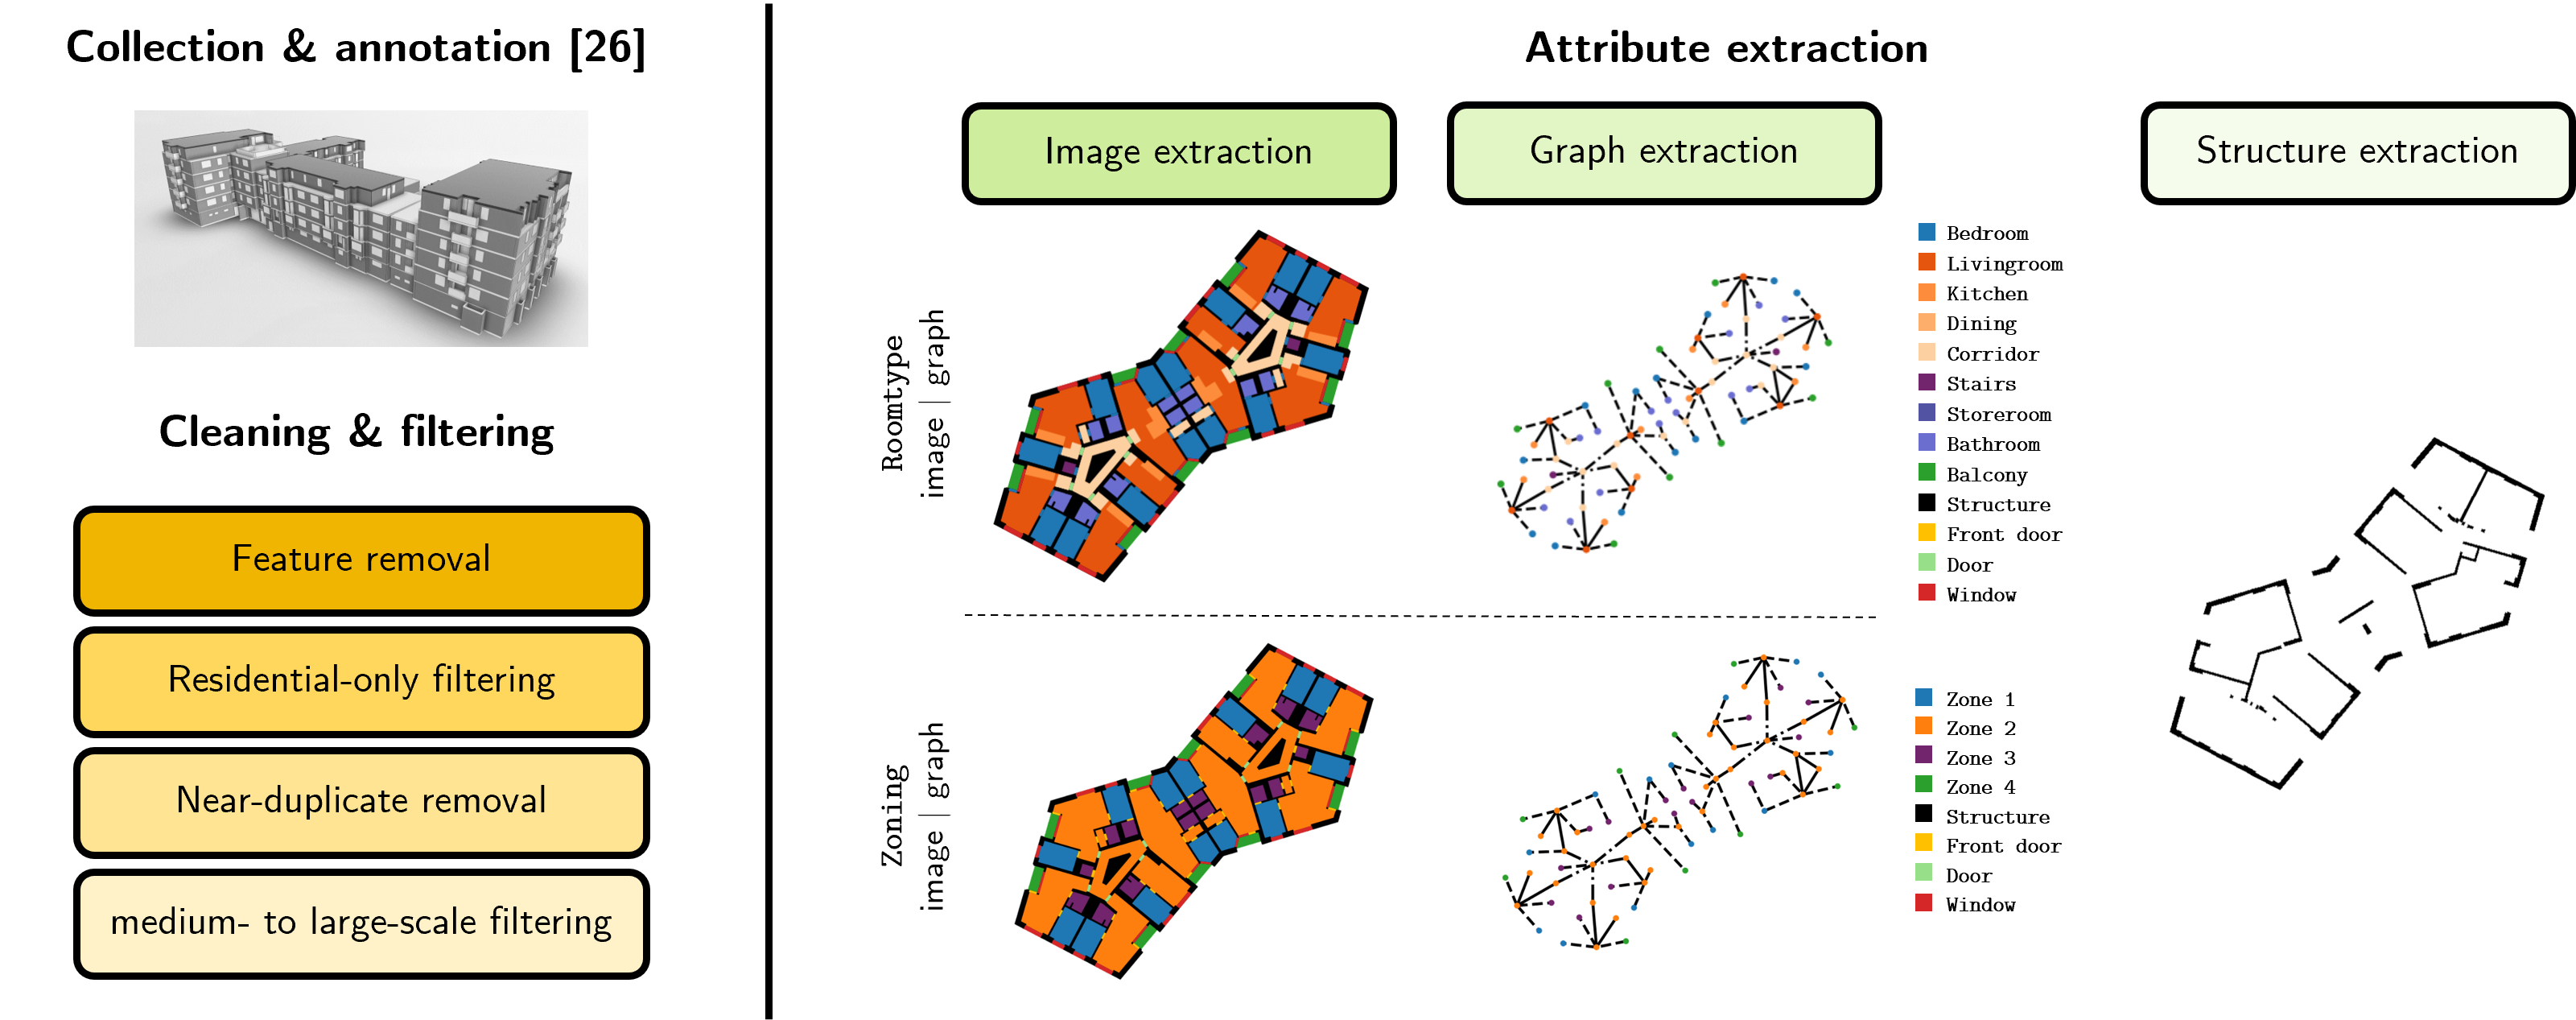 Collection & annotation [26]
Cleaning & filtering
Feature removal
Residential-only filtering
Near-duplicate removal
medium- to large-scale filtering
Attribute extraction
Image extraction
Graph extraction
Structure extraction
Roomtype
image | graph
Bedroom
Livingroom
Kitchen
Dining
Corridor
Stairs
Storeroom
Bathroom
Balcony
Structure
Front door
Door
Window
Zoning
image | graph
Zone 1
Zone 2
Zone 3
Zone 4
Structure
Front door
Door
Window